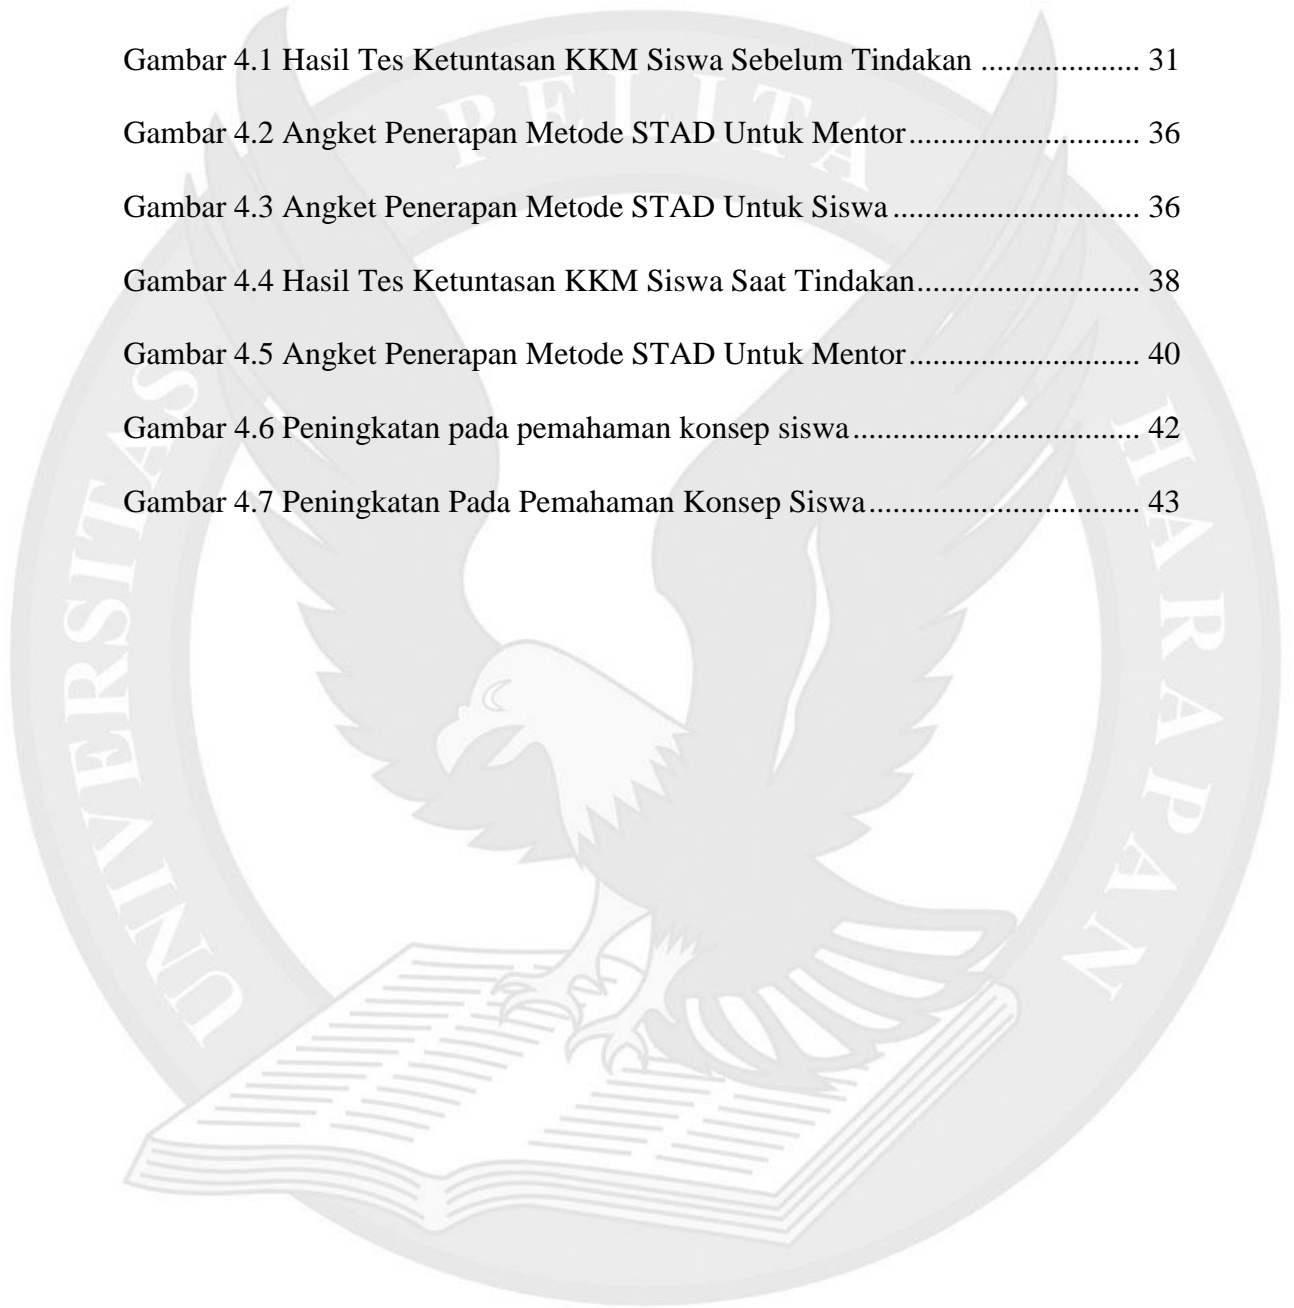 Gambar 4.1 Hasil Tes Ketuntasan KKM Siswa Sebelum Tindakan ................... 31
Gambar 4.2 Angket Penerapan Metode STAD Untuk Mentor............................ 36
Gambar 4.3 Angket Penerapan Metode STAD Untuk Siswa .............................. 36
Gambar 4.4 Hasil Tes Ketuntasan KKM Siswa Saat Tindakan........................... 38
Gambar 4.5 Angket Penerapan Metode STAD Untuk Mentor............................ 40
Gambar 4.6 Peningkatan pada pemahaman konsep siswa.................................. 42
Gambar 4.7 Peningkatan Pada Pemahaman Konsep Siswa................................. 43
UNIVERSITAS PELITA HARAPAN